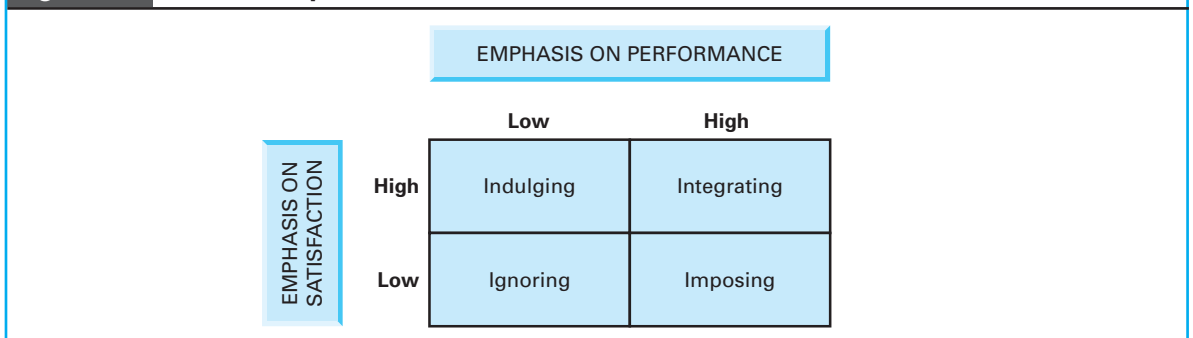 EMPHASIS ON PERFORMANCE
Low High
EMPHASIS ON
SATISFACTION
High Indulging Integrating
Low Ignoring Imposing